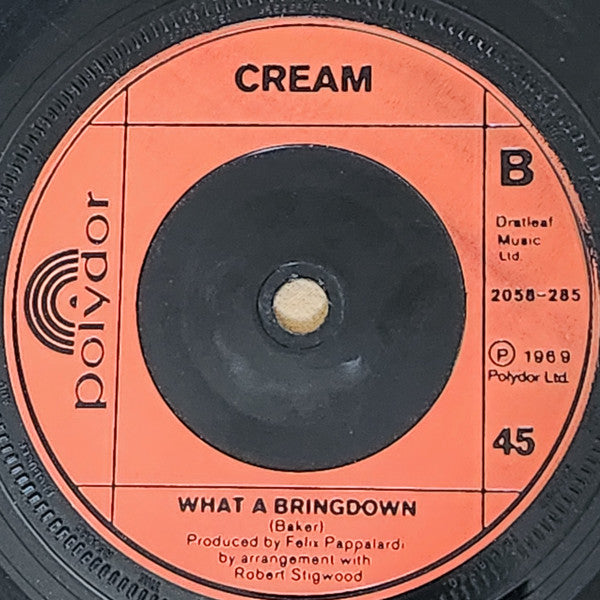 CREAM
B
Dratleaf
Music
Ltd.
2058-285
Ⓟ 1969
Polydor Ltd.
45
polydor
WHAT A BRINGDOWN
(Baker)
Produced by Felix Pappalardi
by arrangement with
Robert Stigwood